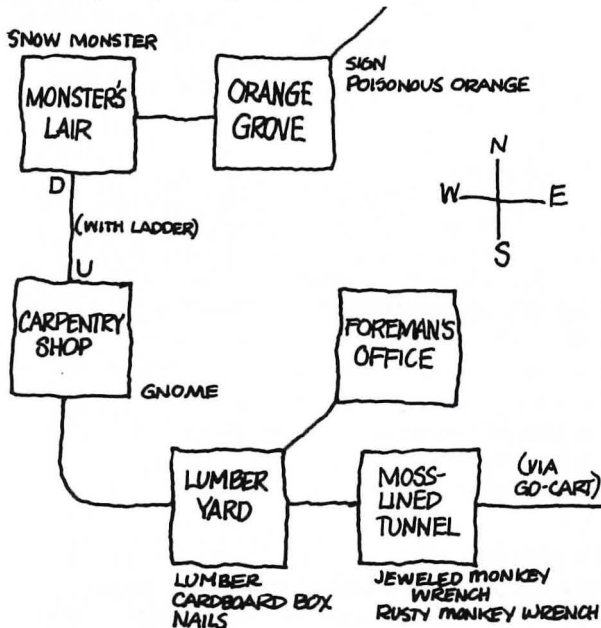 SNOW MONSTER
MONSTER'S
LAIR
ORANGE
GROVE
SIGN
POISONOUS ORANGE
N
W
E
S
D
(WITH LADDER)
U
CARPENTRY
SHOP
GNOME
FOREMAN'S
OFFICE
LUMBER
YARD
LUMBER
CARDBOARD BOX
NAILS
MOSS-
LINED
TUNNEL
JEWELED MONKEY
WRENCH
RUSTY MONKEY WRENCH
(VIA
GO-CART)